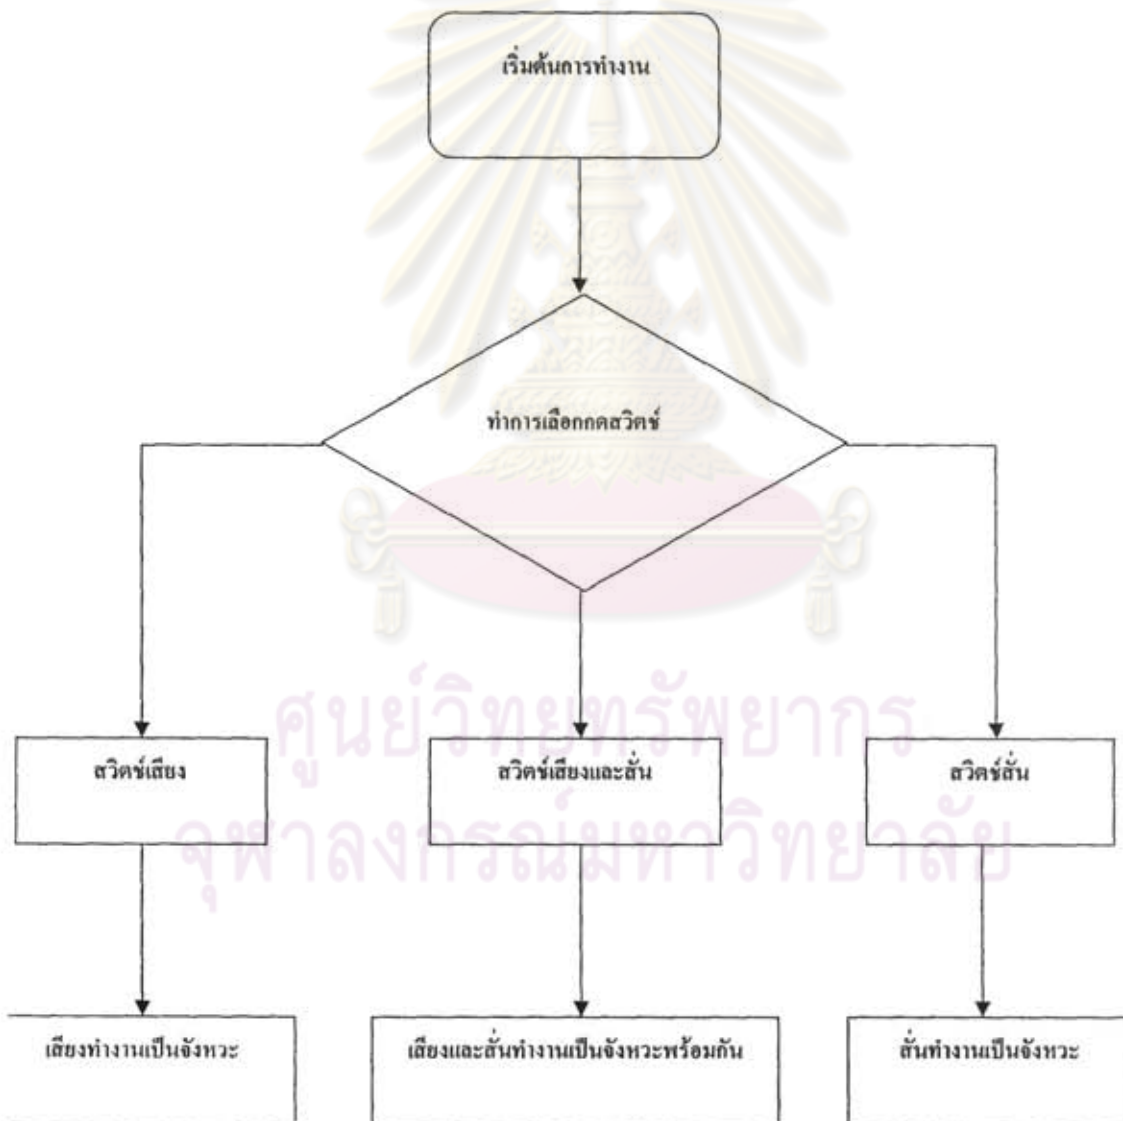 เริ่มต้นการทำงาน
ทำการเลือกกดสวิตช์
สวิตช์เสียง
สวิตช์เสียงและสั่น
สวิตช์สั่น
ศูนย์วิทยทรัพยากร
จุฬาลงกรณ์มหาวิทยาลัย
เสียงทำงานเป็นจังหวะ
เสียงและสั่นทำงานเป็นจังหวะพร้อมกัน
สั่นทำงานเป็นจังหวะ